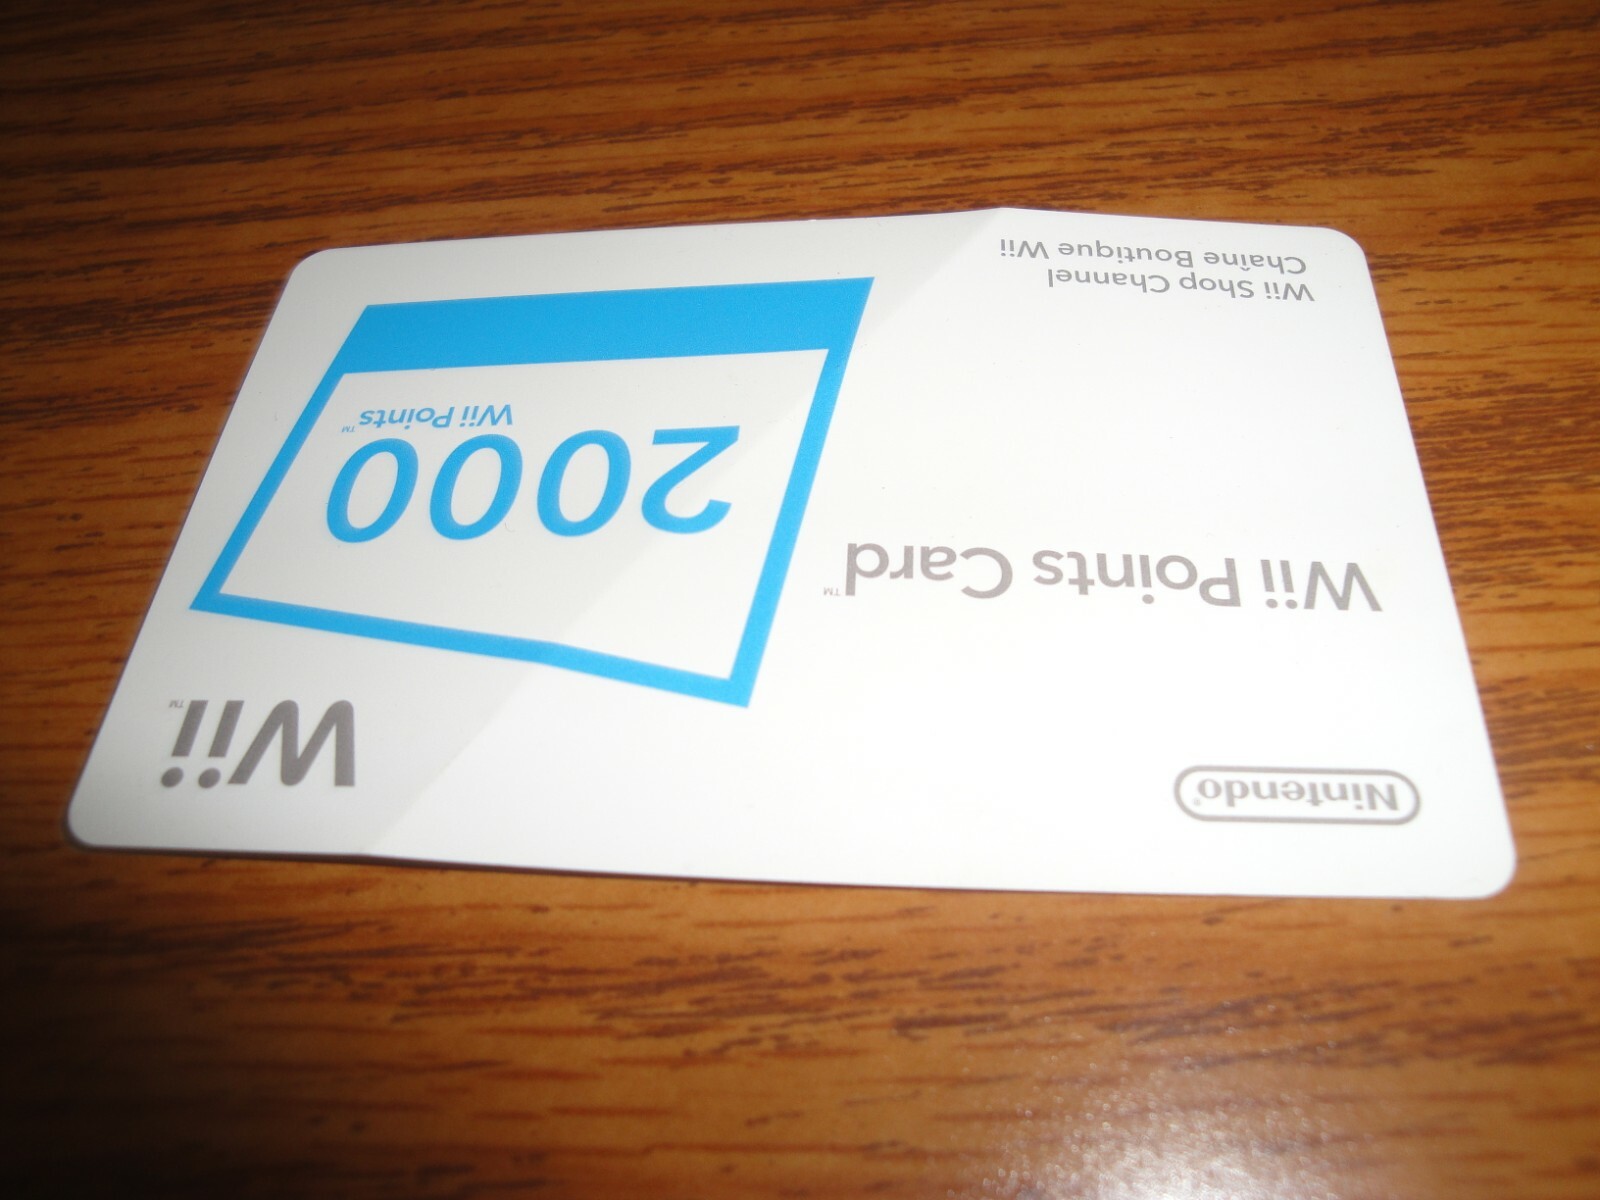 Nintendo®
Wii™
Wii Points Card™
2000
Wii Points™
Wii Shop Channel
Chaîne Boutique Wii